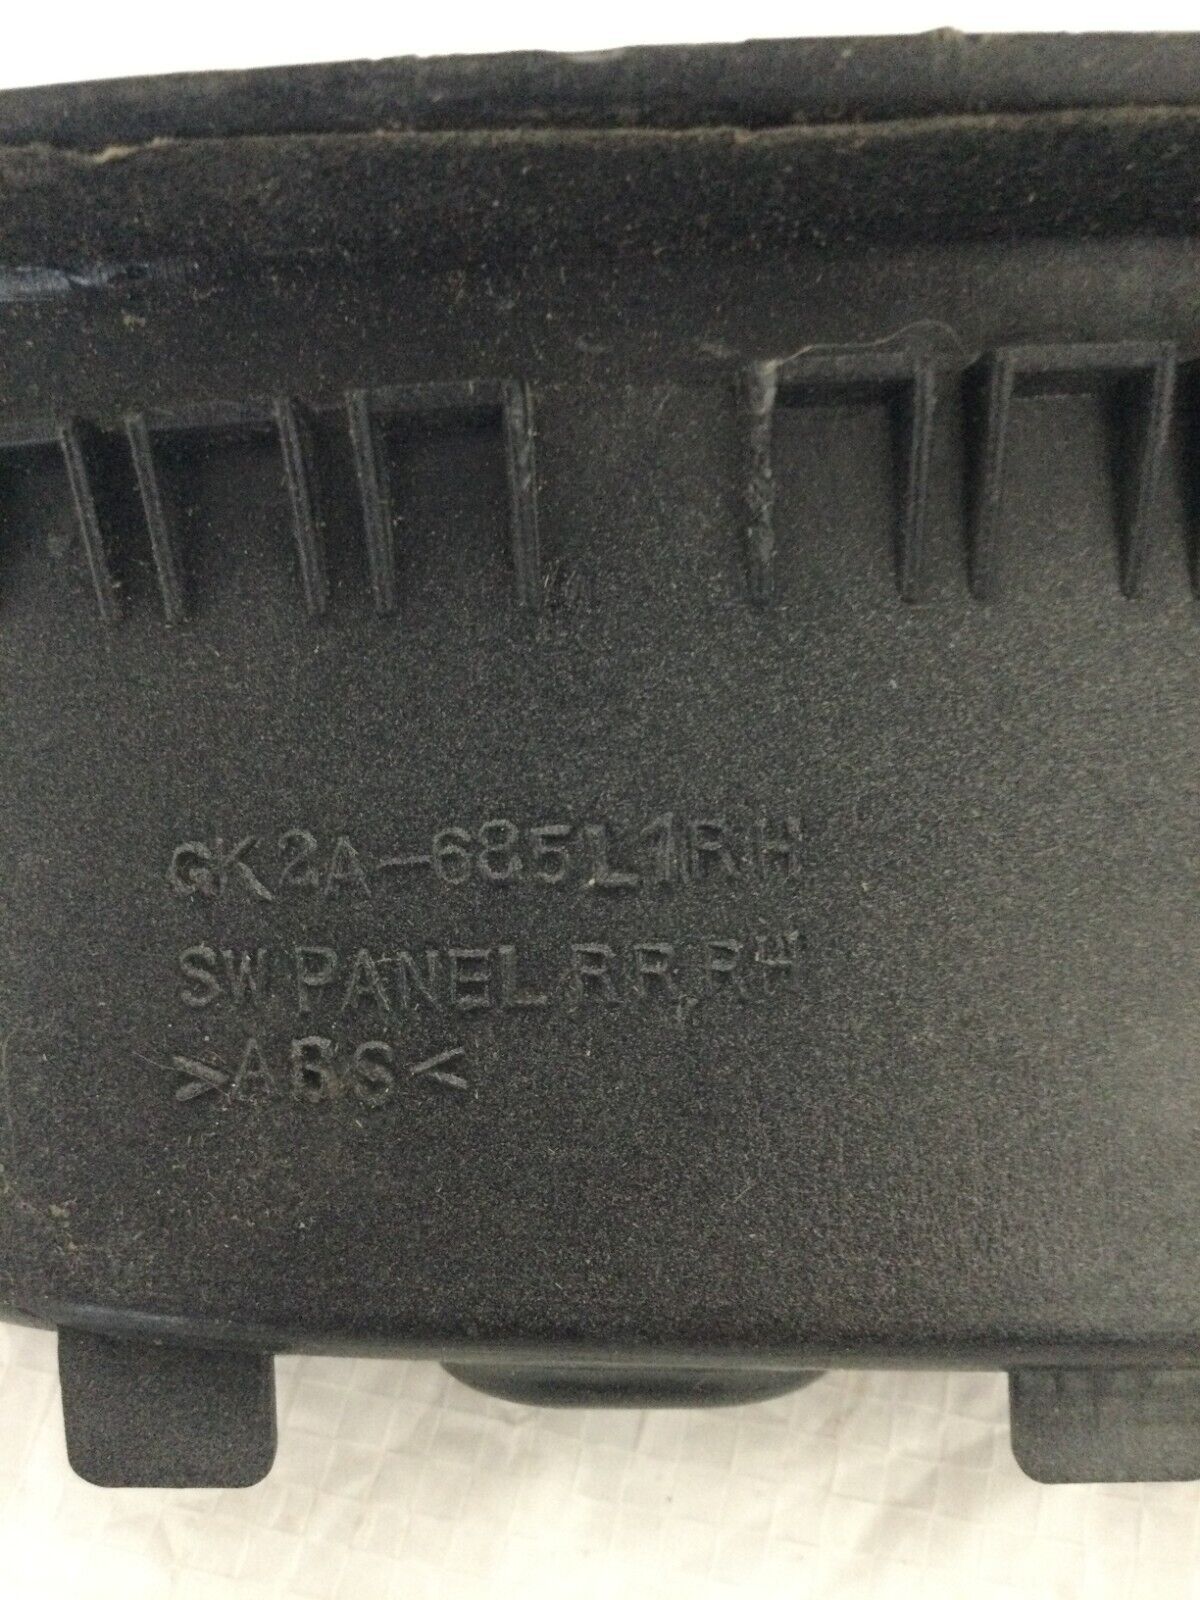 GK2A-685L1RH
SW PANEL RR RH
>ABS<